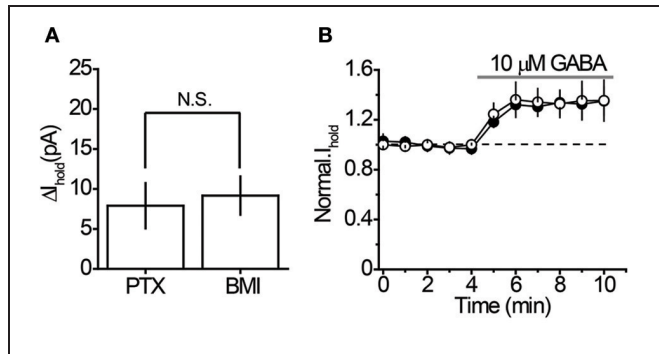 A
25
20
15
10
5
0
ΔIhold(pA)
N.S.
PTX BMI
B
10 μM GABA
1.6
1.2
0.8
0.4
Normal.Ihold
0 2 4 6 8 10
Time (min)